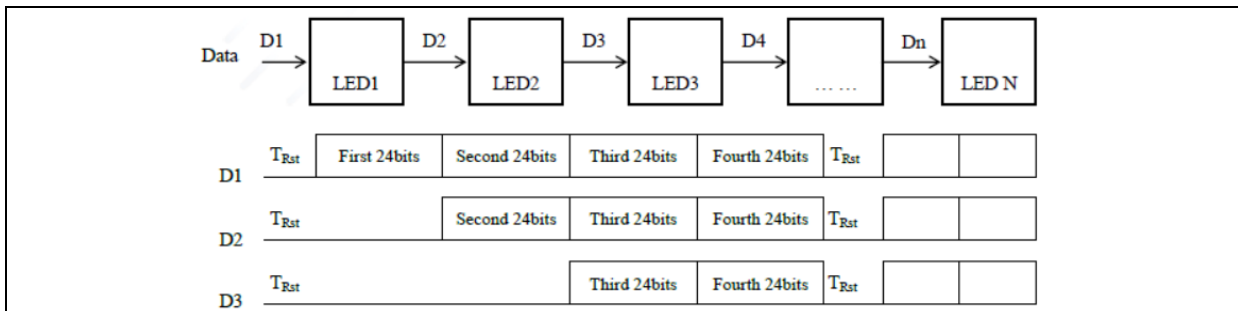 Data D1 D2 D3 D4 Dn
LED1 LED2 LED3 ... ... LED N
D1 TRst First 24bits Second 24bits Third 24bits Fourth 24bits TRst
D2 TRst Second 24bits Third 24bits Fourth 24bits TRst
D3 TRst Third 24bits Fourth 24bits TRst